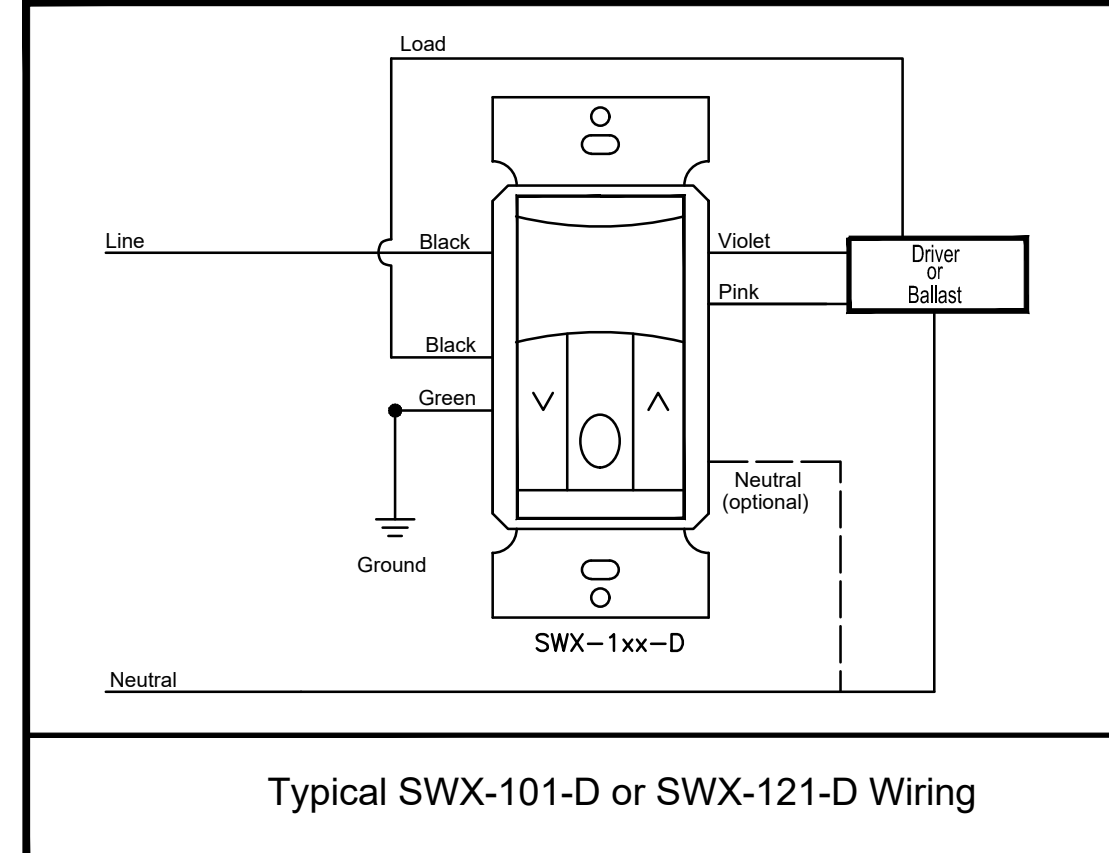 Load
Line
Black
Violet
Driver
or
Ballast
Pink
Black
Green
Neutral
(optional)
Ground
SWX-1xx-D
Neutral
Typical SWX-101-D or SWX-121-D Wiring